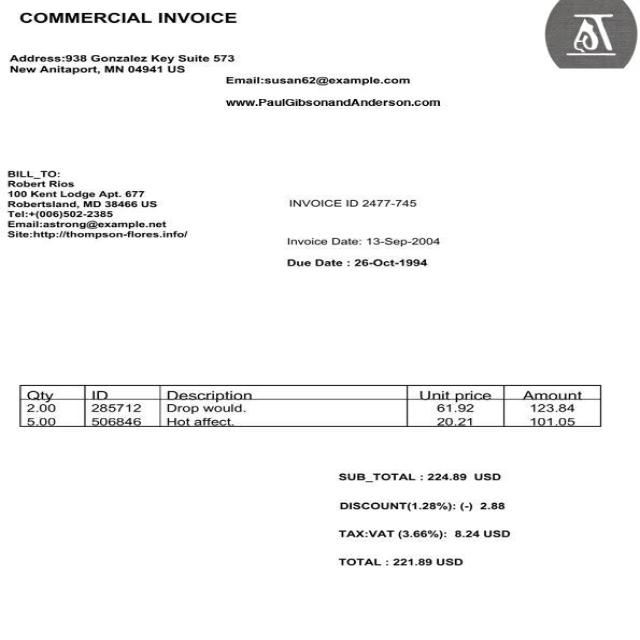 COMMERCIAL INVOICE
Address:938 Gonzalez Key Suite 573
New Anitaport, MN 04941 US
Email:susan62@example.com
www.PaulGibsonandAnderson.com
BILL_TO:
Robert Rios
100 Kent Lodge Apt. 677
Robertsland, MD 38466 US
Tel:+(006)502-2385
Email:astrong@example.net
Site:http://thompson-flores.info/
INVOICE ID 2477-745
Invoice Date: 13-Sep-2004
Due Date : 26-Oct-1994
Qty ID Description Unit price Amount
2.00 285712 Drop would. 61.92 123.84
5.00 506846 Hot affect. 20.21 101.05
SUB_TOTAL : 224.89 USD
DISCOUNT(1.28%): (-) 2.88
TAX:VAT (3.66%): 8.24 USD
TOTAL : 221.89 USD